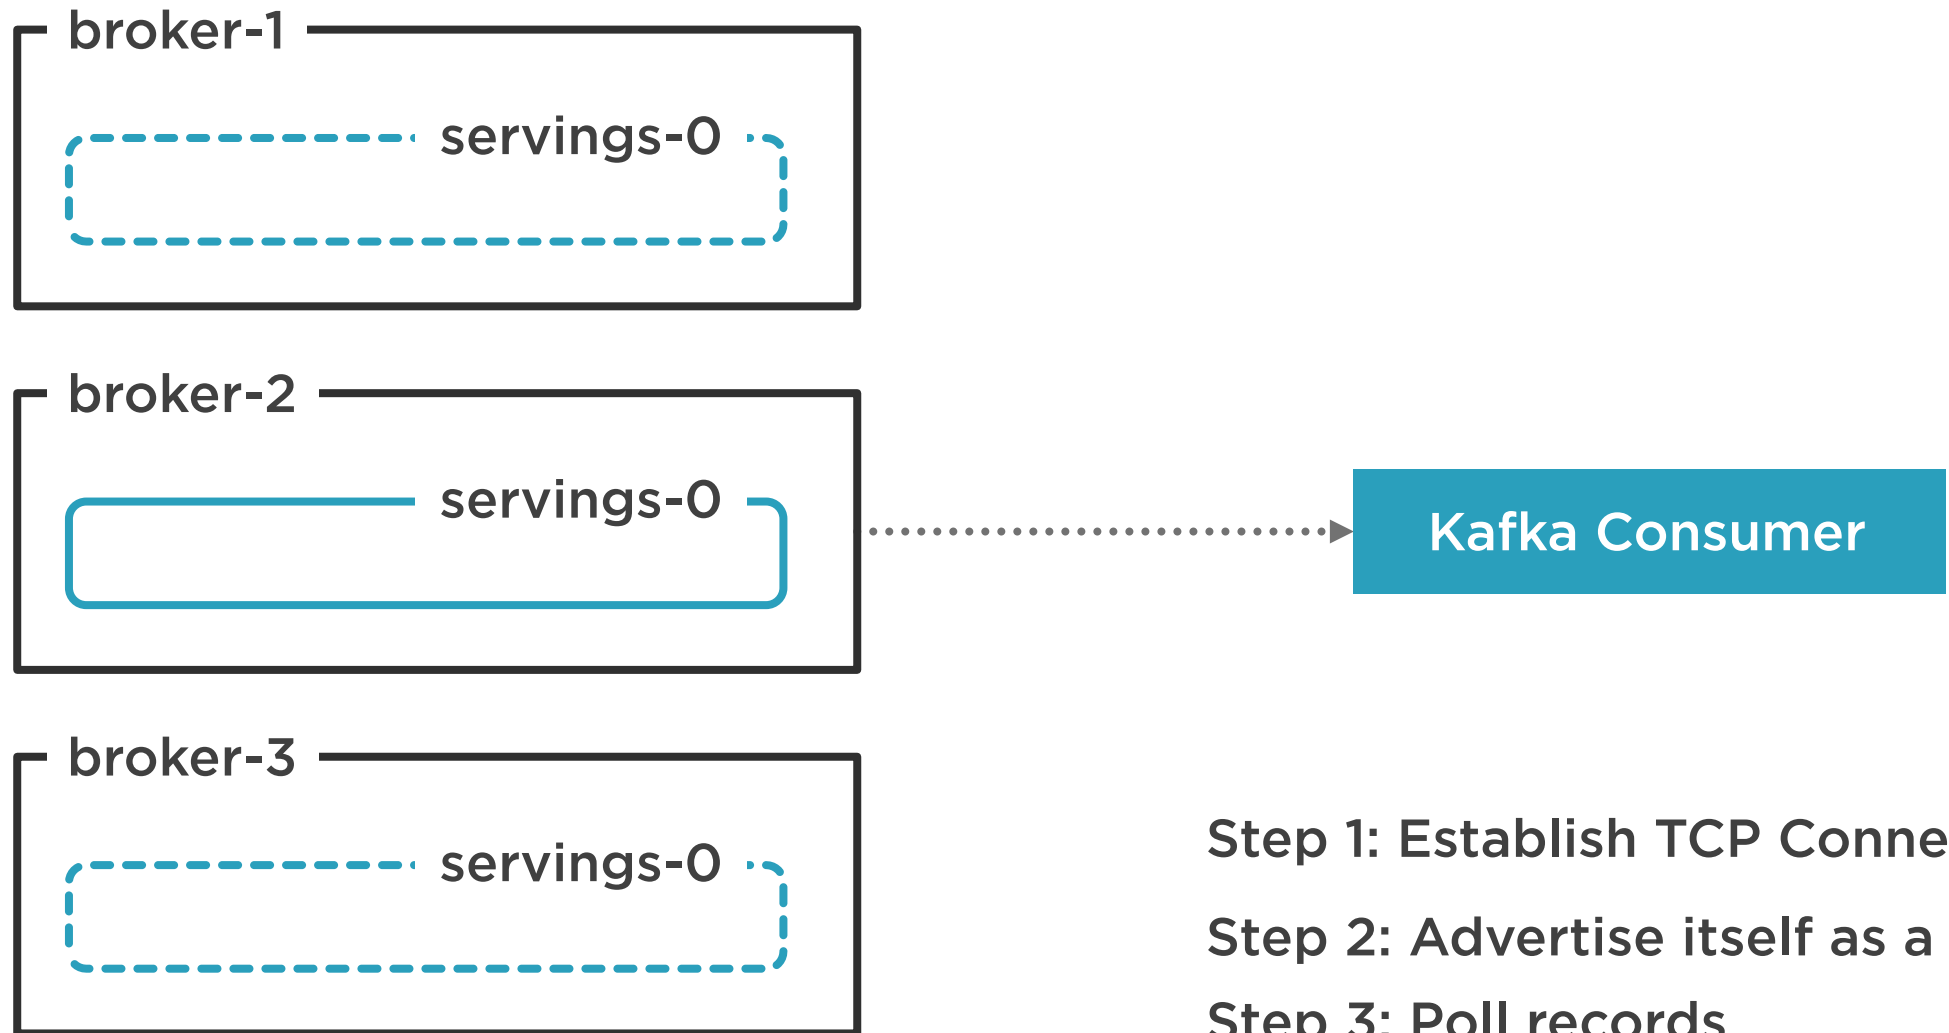 broker-1
servings-0
broker-2
servings-0
Kafka Consumer
broker-3
servings-0
Step 1: Establish TCP Conne
Step 2: Advertise itself as a
Step 3: Poll records